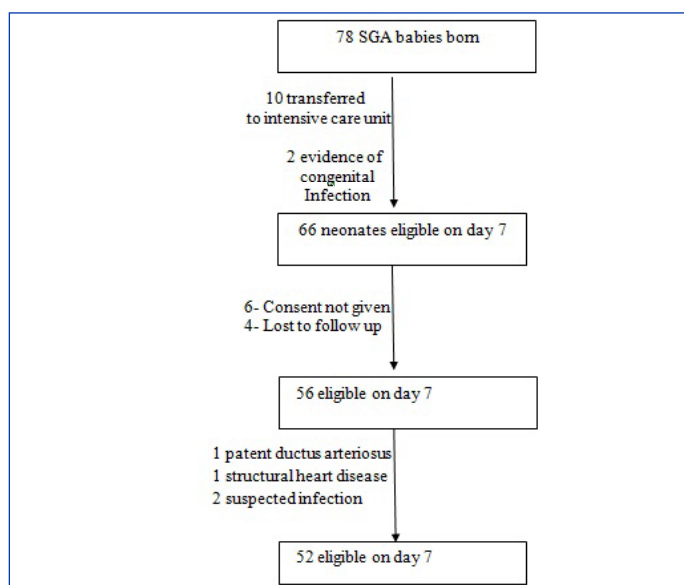 78 SGA babies born
10 transferred
to intensive care unit
2 evidence of
congenital
Infection
66 neonates eligible on day 7
6- Consent not given
4- Lost to follow up
56 eligible on day 7
1 patent ductus arteriosus
1 structural heart disease
2 suspected infection
52 eligible on day 7